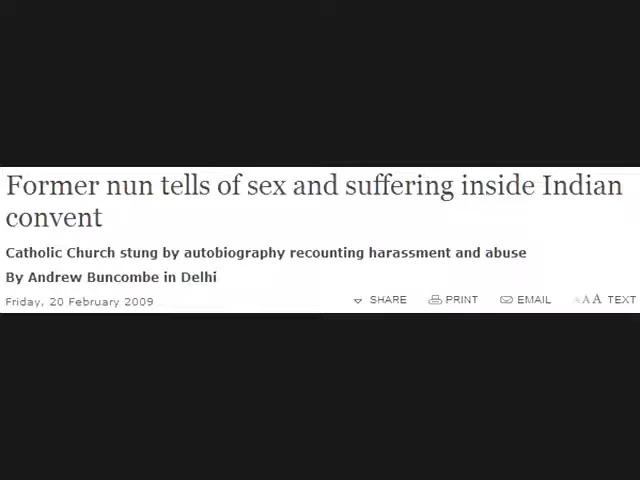 Former nun tells of sex and suffering inside Indian
convent
Catholic Church stung by autobiography recounting harassment and abuse
By Andrew Buncombe in Delhi
Friday, 20 February 2009 SHARE PRINT EMAIL AAA TEXT